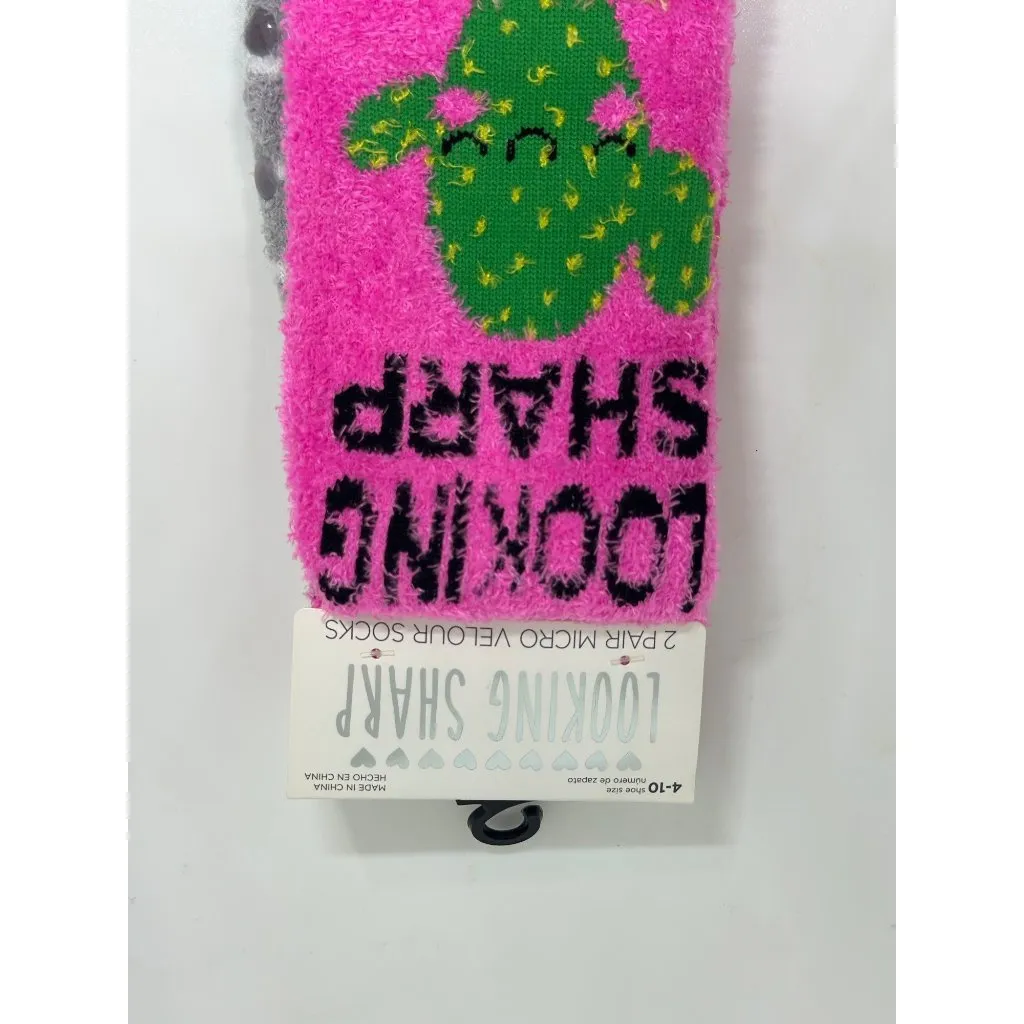 4-10 shoe size
número de zapato
MADE IN CHINA
HECHO EN CHINA
LOOKING SHARP
2 PAIR MICRO VELOUR SOCKS
LOOKING
SHARP